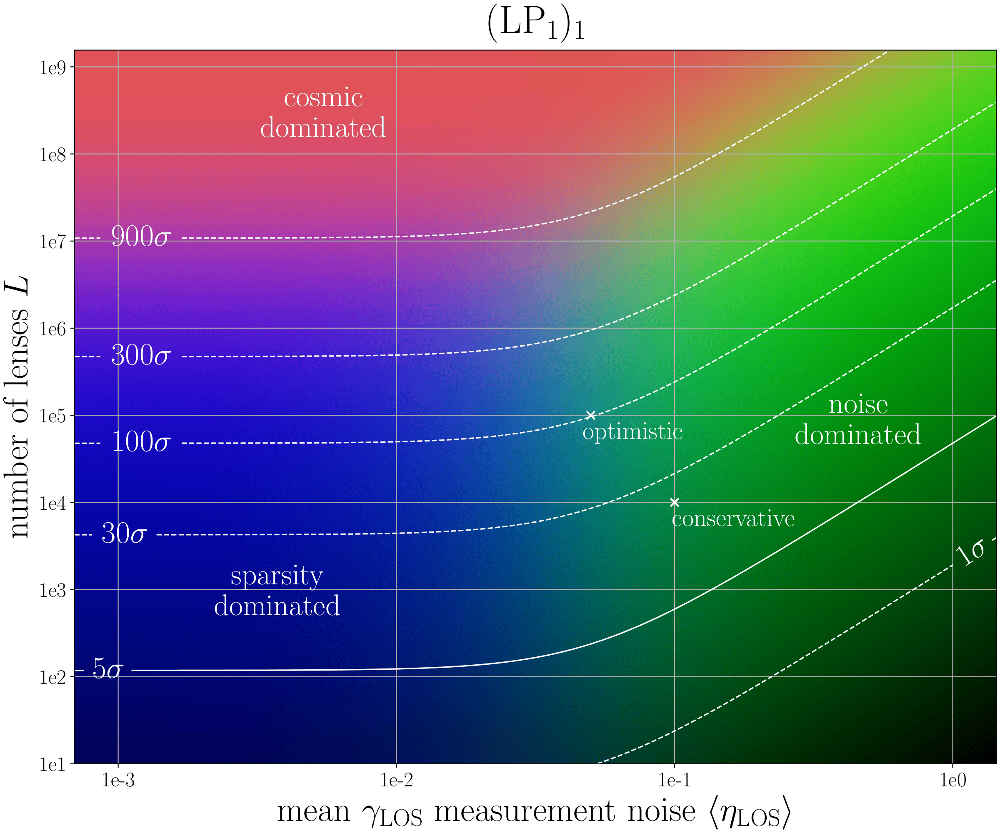 (LP₁)₁
1e9
cosmic
dominated
1e8
900σ
1e7
1e6
300σ
1e5
noise
dominated
optimistic
100σ
1e4
conservative
30σ
1σ
sparsity
dominated
1e3
5σ
1e2
1e1
number of lenses L
1e-3 1e-2 1e-1 1e0
mean γLOS measurement noise ⟨ηLOS⟩